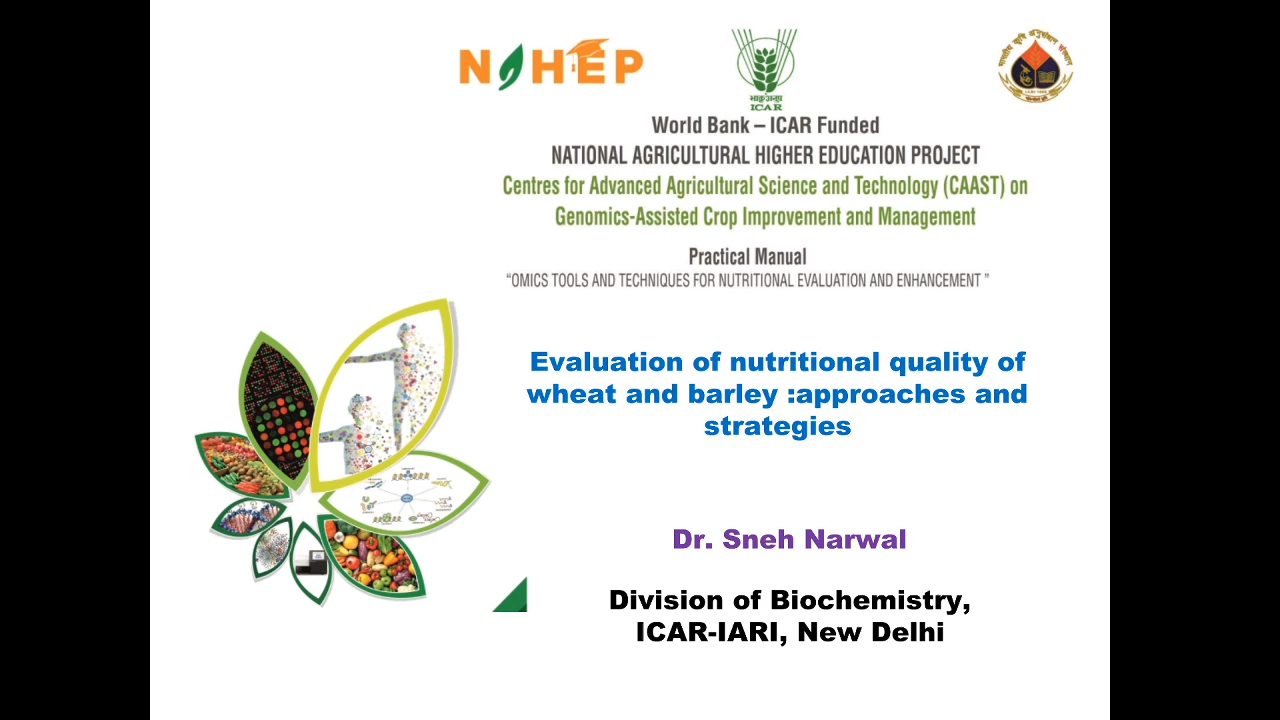 NAHEP
भाकृअनुप
ICAR
World Bank – ICAR Funded
NATIONAL AGRICULTURAL HIGHER EDUCATION PROJECT
Centres for Advanced Agricultural Science and Technology (CAAST) on
Genomics-Assisted Crop Improvement and Management
Practical Manual
“OMICS TOOLS AND TECHNIQUES FOR NUTRITIONAL EVALUATION AND ENHANCEMENT ”
Evaluation of nutritional quality of
wheat and barley :approaches and
strategies
Dr. Sneh Narwal
Division of Biochemistry,
ICAR-IARI, New Delhi